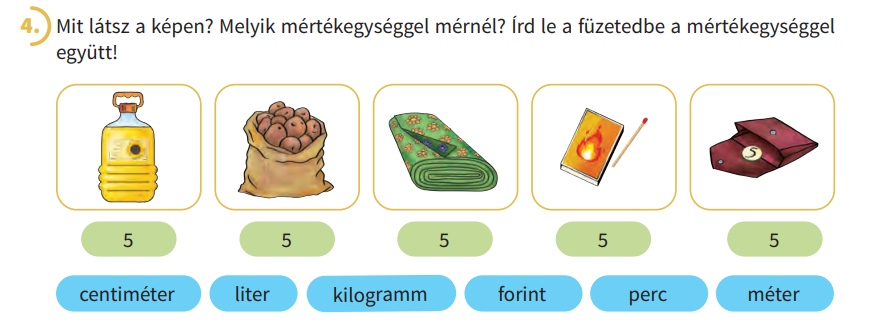 4. Mit látsz a képen? Melyik mértékegységgel mérnél? Írd le a füzetedbe a mértékegységgel
együtt!
5
5 5 5 5 5
centiméter liter kilogramm forint perc méter